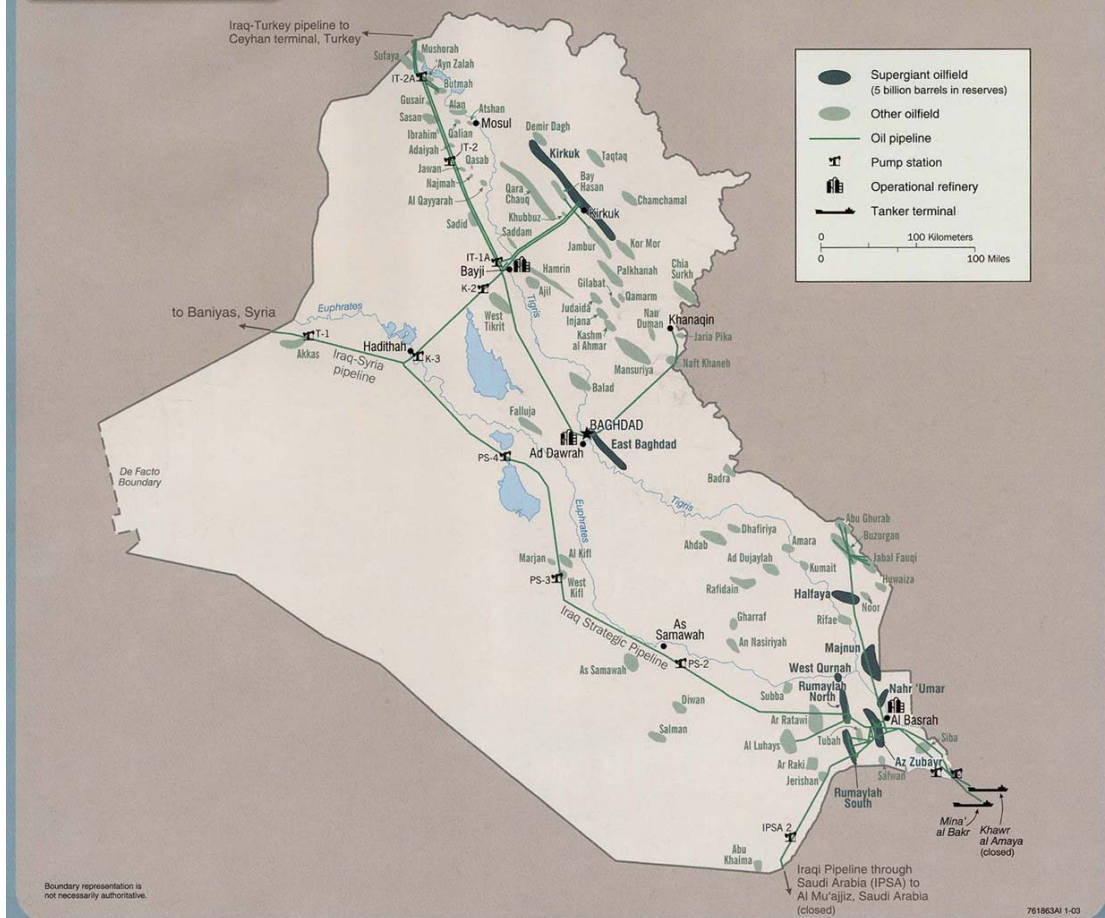 Iraq-Turkey pipeline to
Ceyhan terminal, Turkey
Supergiant oilfield
(5 billion barrels in reserves)
Other oilfield
Oil pipeline
Pump station
Operational refinery
Tanker terminal
0 100 Kilometers
0 100 Miles
Mushorah
Sufaya
'Ayn Zalah
IT-2A
Butmah
Gusair
Alan
Atshan
Sasan
Mosul
Ibrahim
Qalian
Demir Dagh
Adaiyah
IT-2
Kirkuk
Taqtaq
Jawan
Qasab
Najmah
Bay
Hasan
Qara
Chauq
Al Qayyarah
Chamchamal
Khubbuz
Kirkuk
Sadid
Saddam
Jambur
Kor Mor
IT-1A
Bayji
Hamrin
Palkhanah
Chia
Surkh
K-2
Ajil
Gilabat
Qamarm
to Baniyas, Syria
Euphrates
Tigris
Judaida
West
Tikrit
Injana
Nau
Duman
Khanaqin
T-1
Kashm
al Ahmar
Jaria Pika
Hadithah
K-3
Akkas
Iraq-Syria
pipeline
Mansuriya
Naft Khaneh
Balad
Falluja
BAGHDAD
East Baghdad
Ad Dawrah
PS-4
De Facto
Boundary
Badra
Euphrates
Tigris
Abu Ghurab
Dhafiriya
Buzurgan
Ahdab
Amara
Marjan
Al Kifl
Ad Dujaylah
Kumait
Jabal Fauqi
PS-3
West
Kifl
Rafidain
Huwaiza
Halfaya
Noor
Iraq Strategic Pipeline
Gharraf
Rifae
As
Samawah
An Nasiriyah
Majnun
As Samawah
PS-2
West Qurnah
Subba
Rumaylah
North
Nahr 'Umar
Diwan
Ar Ratawi
Al Basrah
Salman
Al Luhays
Tubah
Siba
Ar Raki
Az Zubayr
Jerishan
Safwan
Rumaylah
South
IPSA 2
Mina'
al Bakr
Khawr
al Amaya
(closed)
Abu
Khaima
Iraqi Pipeline through
Saudi Arabia (IPSA) to
Al Mu'ajjiz, Saudi Arabia
(closed)
Boundary representation is
not necessarily authoritative.
761863AI 1-03